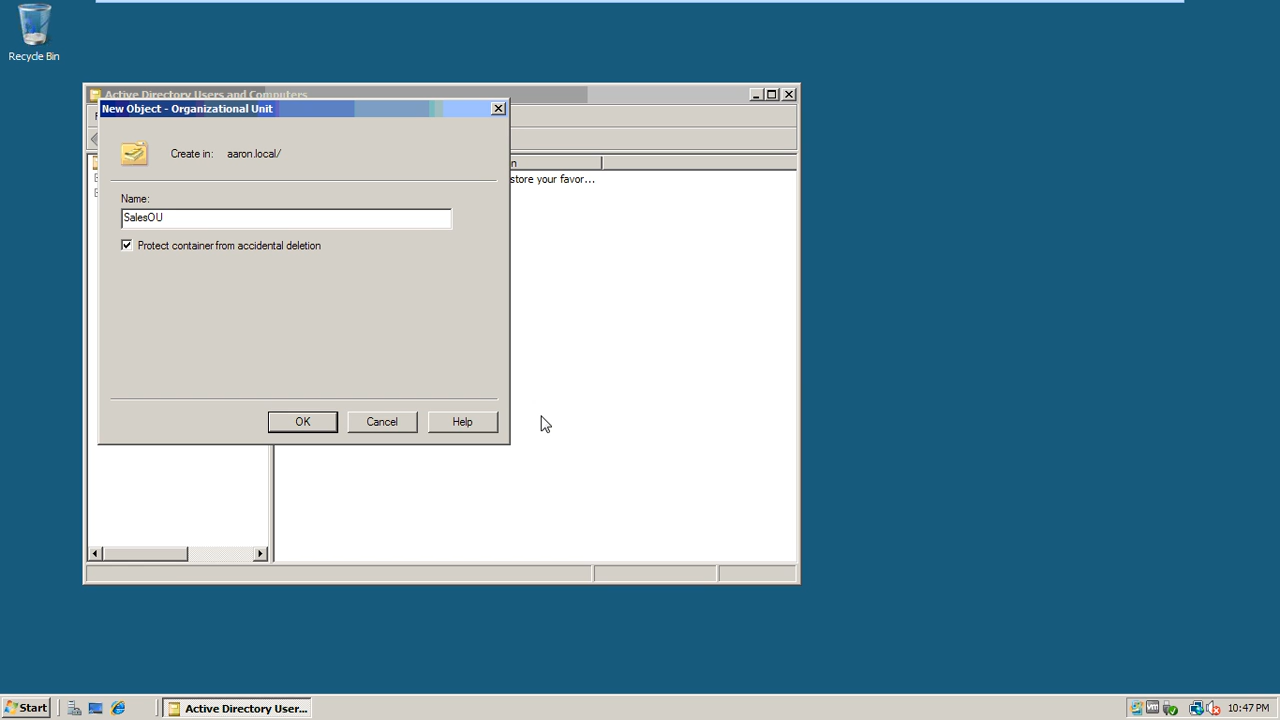 Recycle Bin
Active Directory Users and Computers
New Object - Organizational Unit
Create in: aaron.local/
store your favor...
Name:
SalesOU
Protect container from accidental deletion
OK Cancel Help
Start
Active Directory User...
10:47 PM